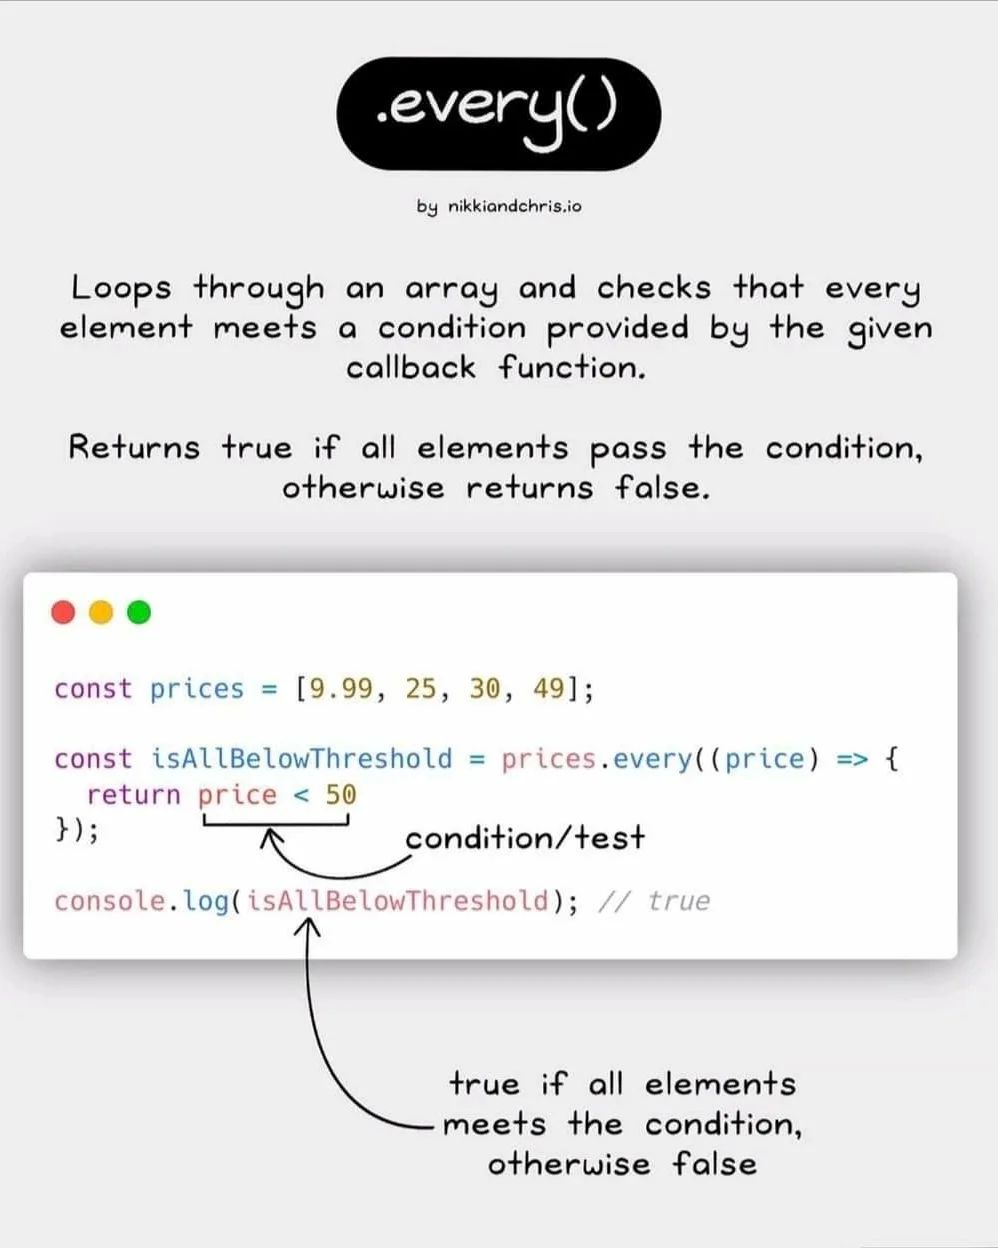 .every()
by nikkiandchris.io
Loops through an array and checks that every
element meets a condition provided by the given
callback function.
Returns true if all elements pass the condition,
otherwise returns false.
const prices = [9.99, 25, 30, 49];
const isAllBelowThreshold = prices.every((price) => {
return price < 50
});
condition/test
console.log(isAllBelowThreshold); // true
true if all elements
meets the condition,
otherwise false